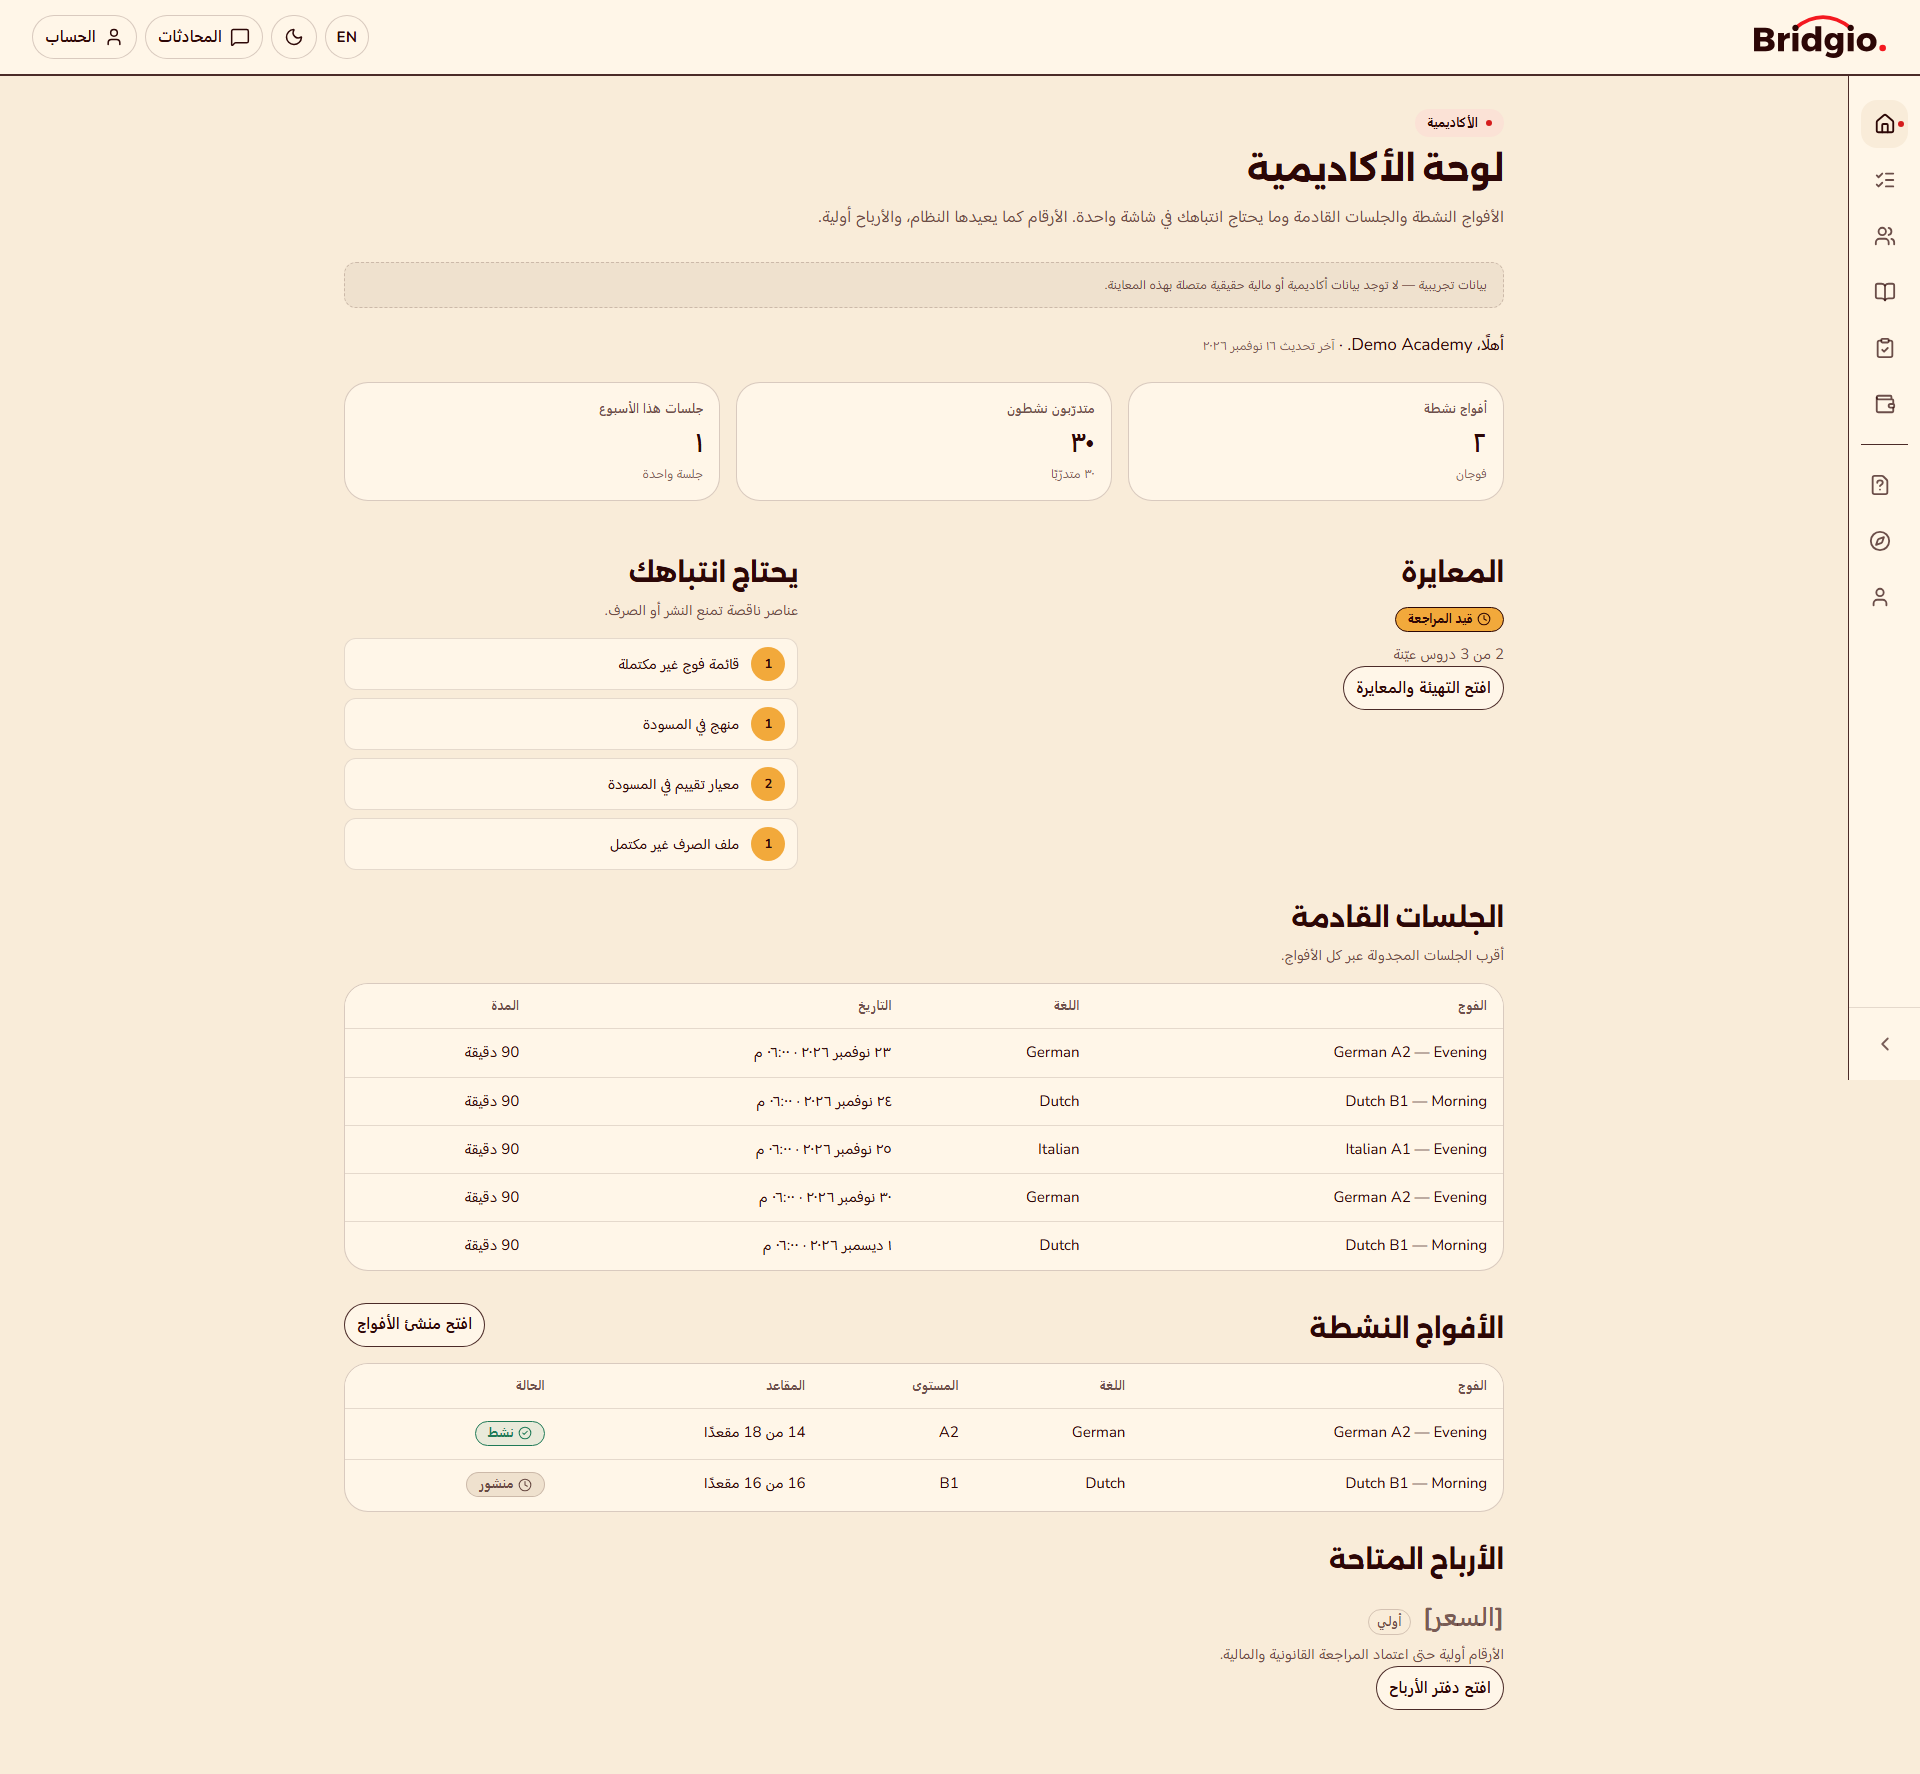 Bridgio.
EN
المحادثات
الحساب
الأكاديمية
لوحة الأكاديمية
الأفواج النشطة والجلسات القادمة وما يحتاج انتباهك في شاشة واحدة. الأرقام كما يعيدها النظام، والأرباح أولية.
بيانات تجريبية — لا توجد بيانات أكاديمية أو مالية حقيقية متصلة بهذه المعاينة.
أهلًا، Demo Academy. · آخر تحديث ١٦ نوفمبر ٢٠٢٦
أفواج نشطة
٢
فوجان
متدرّبون نشطون
٣٠
٣٠ متدرّبًا
جلسات هذا الأسبوع
١
جلسة واحدة
المعايرة
قيد المراجعة
2 من 3 دروس عيّنة
افتح التهيئة والمعايرة
يحتاج انتباهك
عناصر ناقصة تمنع النشر أو الصرف.
1 قائمة فوج غير مكتملة
1 منهج في المسودة
2 معيار تقييم في المسودة
1 ملف الصرف غير مكتمل
الجلسات القادمة
أقرب الجلسات المجدولة عبر كل الأفواج.
الفوج اللغة التاريخ المدة
German A2 — Evening German ٢٣ نوفمبر ٢٠٢٦ · ٠٦:٠٠ م 90 دقيقة
Dutch B1 — Morning Dutch ٢٤ نوفمبر ٢٠٢٦ · ٠٦:٠٠ م 90 دقيقة
Italian A1 — Evening Italian ٢٥ نوفمبر ٢٠٢٦ · ٠٦:٠٠ م 90 دقيقة
German A2 — Evening German ٣٠ نوفمبر ٢٠٢٦ · ٠٦:٠٠ م 90 دقيقة
Dutch B1 — Morning Dutch ١ ديسمبر ٢٠٢٦ · ٠٦:٠٠ م 90 دقيقة
الأفواج النشطة
افتح منشئ الأفواج
الفوج اللغة المستوى المقاعد الحالة
German A2 — Evening German A2 14 من 18 مقعدًا نشط
Dutch B1 — Morning Dutch B1 16 من 16 مقعدًا منشور
الأرباح المتاحة
[السعر] أولي
الأرقام أولية حتى اعتماد المراجعة القانونية والمالية.
افتح دفتر الأرباح